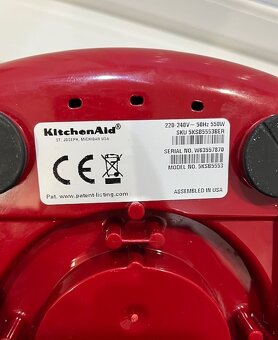 KitchenAid®
ST. JOSEPH, MICHIGAN USA
CE
Pat. www.patent-listing.com
220-240V~ 50Hz 550W
SKU 5KSB5553BER
SERIAL NO. W63557870
MODEL NO. 5KSB5553
ASSEMBLED IN USA